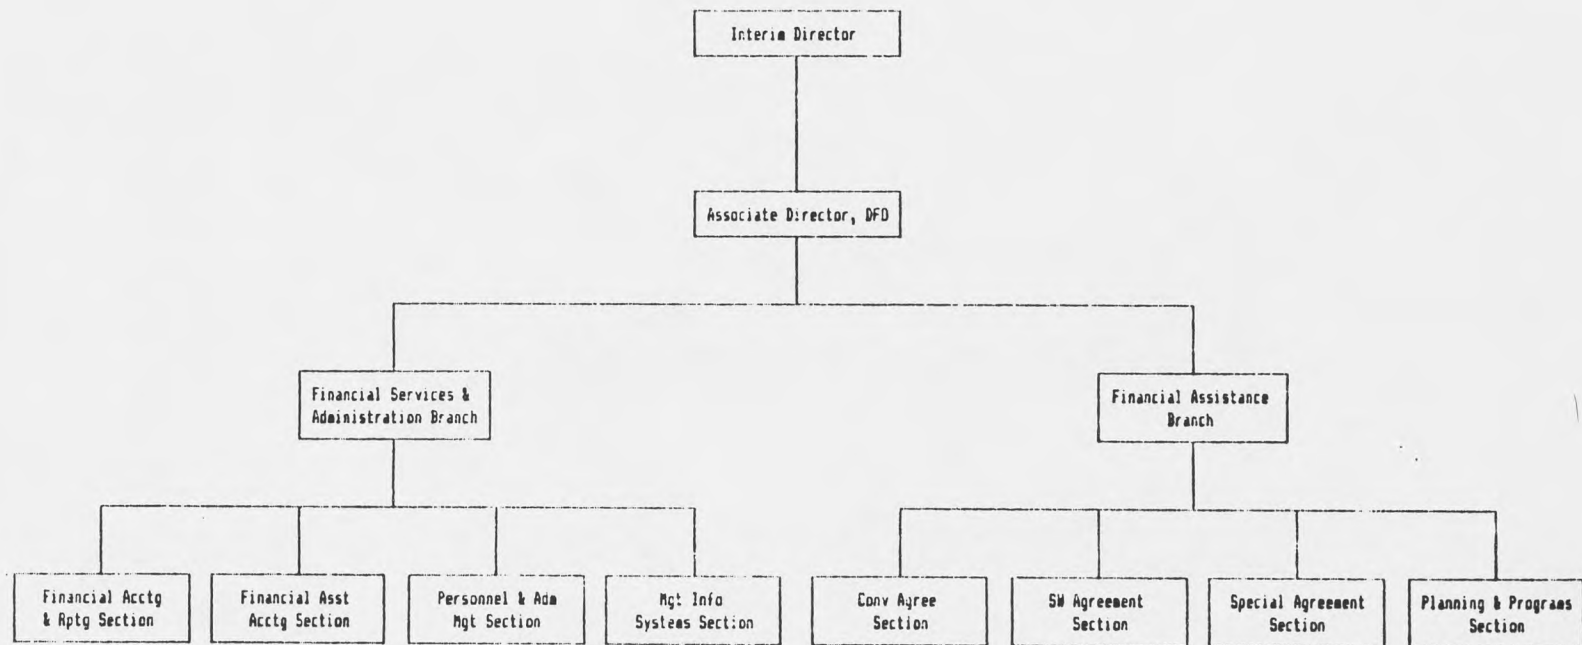 Interim Director
Associate Director, DFD
Financial Services &
Administration Branch
Financial Assistance
Branch
Financial Acctg
& Rptg Section
Financial Asst
Acctg Section
Personnel & Adm
Mgt Section
Mgt Info
Systems Section
Conv Agree
Section
SW Agreement
Section
Special Agreement
Section
Planning & Programs
Section